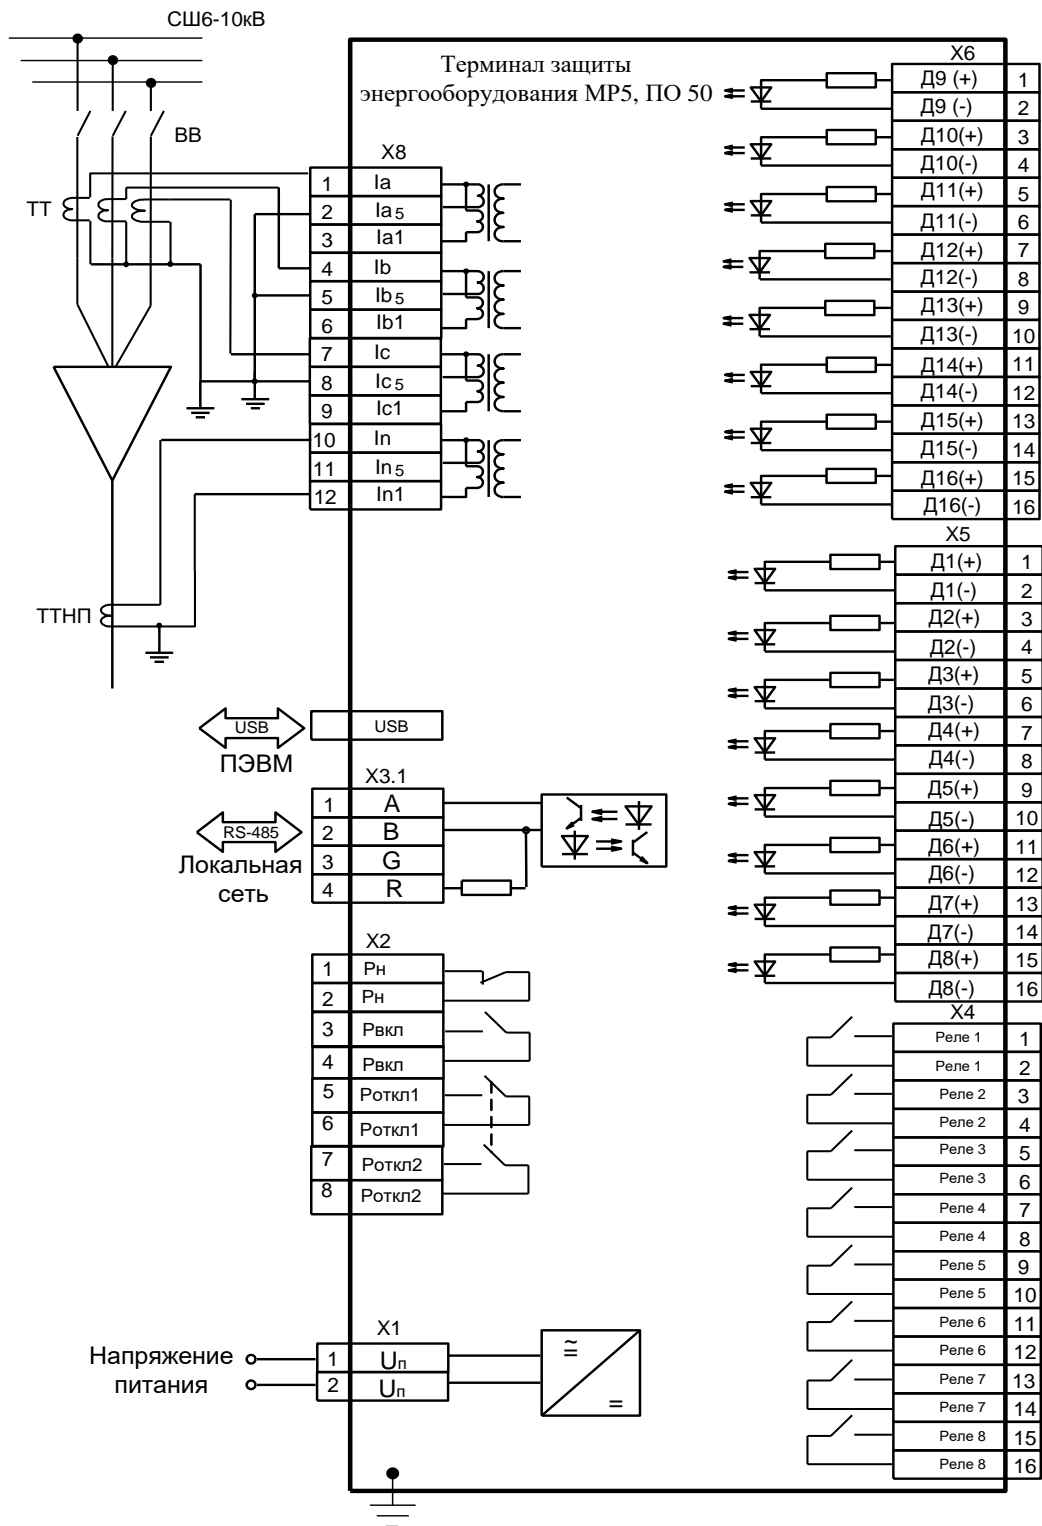 СШ6-10кВ
ВВ
ТТ
ТТНП
Терминал защиты
энергооборудования МР5, ПО 50
X8
1 Ia
2 Ia5
3 Ia1
4 Ib
5 Ib5
6 Ib1
7 Ic
8 Ic5
9 Ic1
10 In
11 In5
12 In1
USB USB
ПЭВМ
X3.1
1 A
2 B
3 G
4 R
RS-485
Локальная
сеть
X2
1 Рн
2 Рн
3 Рвкл
4 Рвкл
5 Роткл1
6 Роткл1
7 Роткл2
8 Роткл2
X1
1 Uп
2 Uп
Напряжение
питания
≂
=
X6
Д9 (+) 1
Д9 (-) 2
Д10(+) 3
Д10(-) 4
Д11(+) 5
Д11(-) 6
Д12(+) 7
Д12(-) 8
Д13(+) 9
Д13(-) 10
Д14(+) 11
Д14(-) 12
Д15(+) 13
Д15(-) 14
Д16(+) 15
Д16(-) 16
X5
Д1(+) 1
Д1(-) 2
Д2(+) 3
Д2(-) 4
Д3(+) 5
Д3(-) 6
Д4(+) 7
Д4(-) 8
Д5(+) 9
Д5(-) 10
Д6(+) 11
Д6(-) 12
Д7(+) 13
Д7(-) 14
Д8(+) 15
Д8(-) 16
X4
Реле 1 1
Реле 1 2
Реле 2 3
Реле 2 4
Реле 3 5
Реле 3 6
Реле 4 7
Реле 4 8
Реле 5 9
Реле 5 10
Реле 6 11
Реле 6 12
Реле 7 13
Реле 7 14
Реле 8 15
Реле 8 16